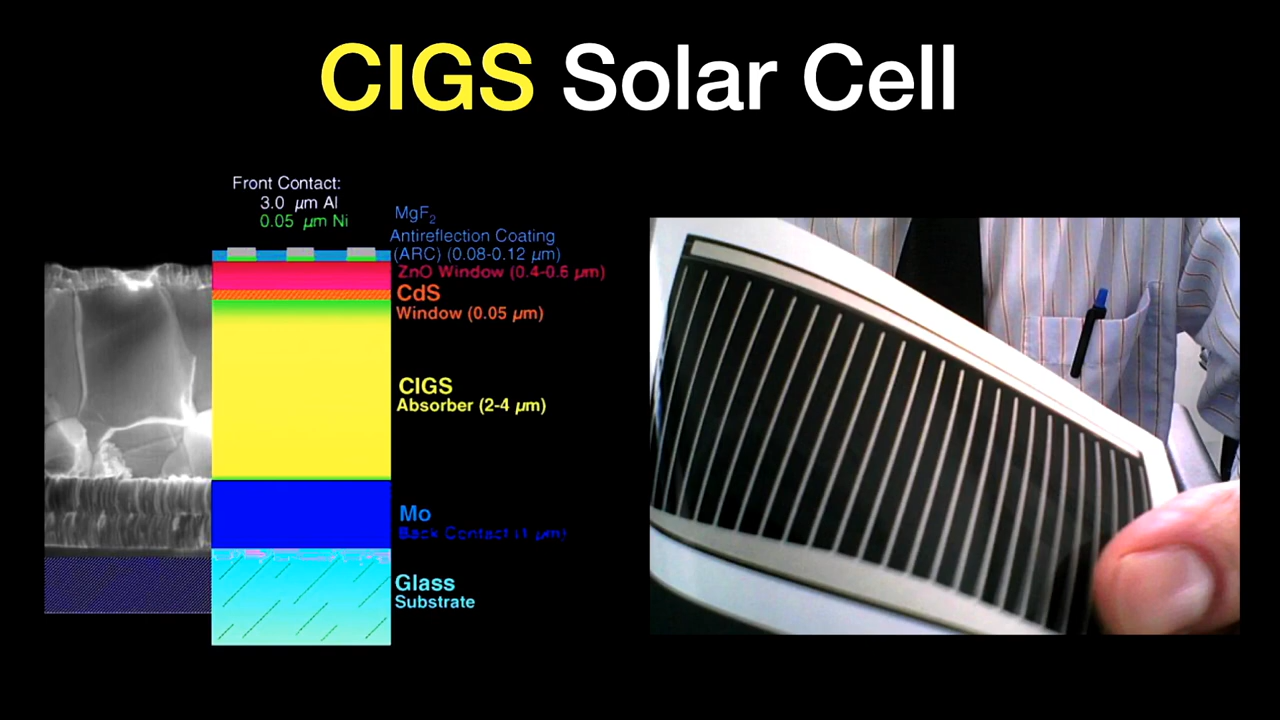 CIGS Solar Cell
Front Contact:
3.0 μm Al
0.05 μm Ni
MgF₂
Antireflection Coating
(ARC) (0.08-0.12 μm)
ZnO Window (0.4-0.6 μm)
CdS
Window (0.05 μm)
CIGS
Absorber (2-4 μm)
Mo
Back Contact (1 μm)
Glass
Substrate